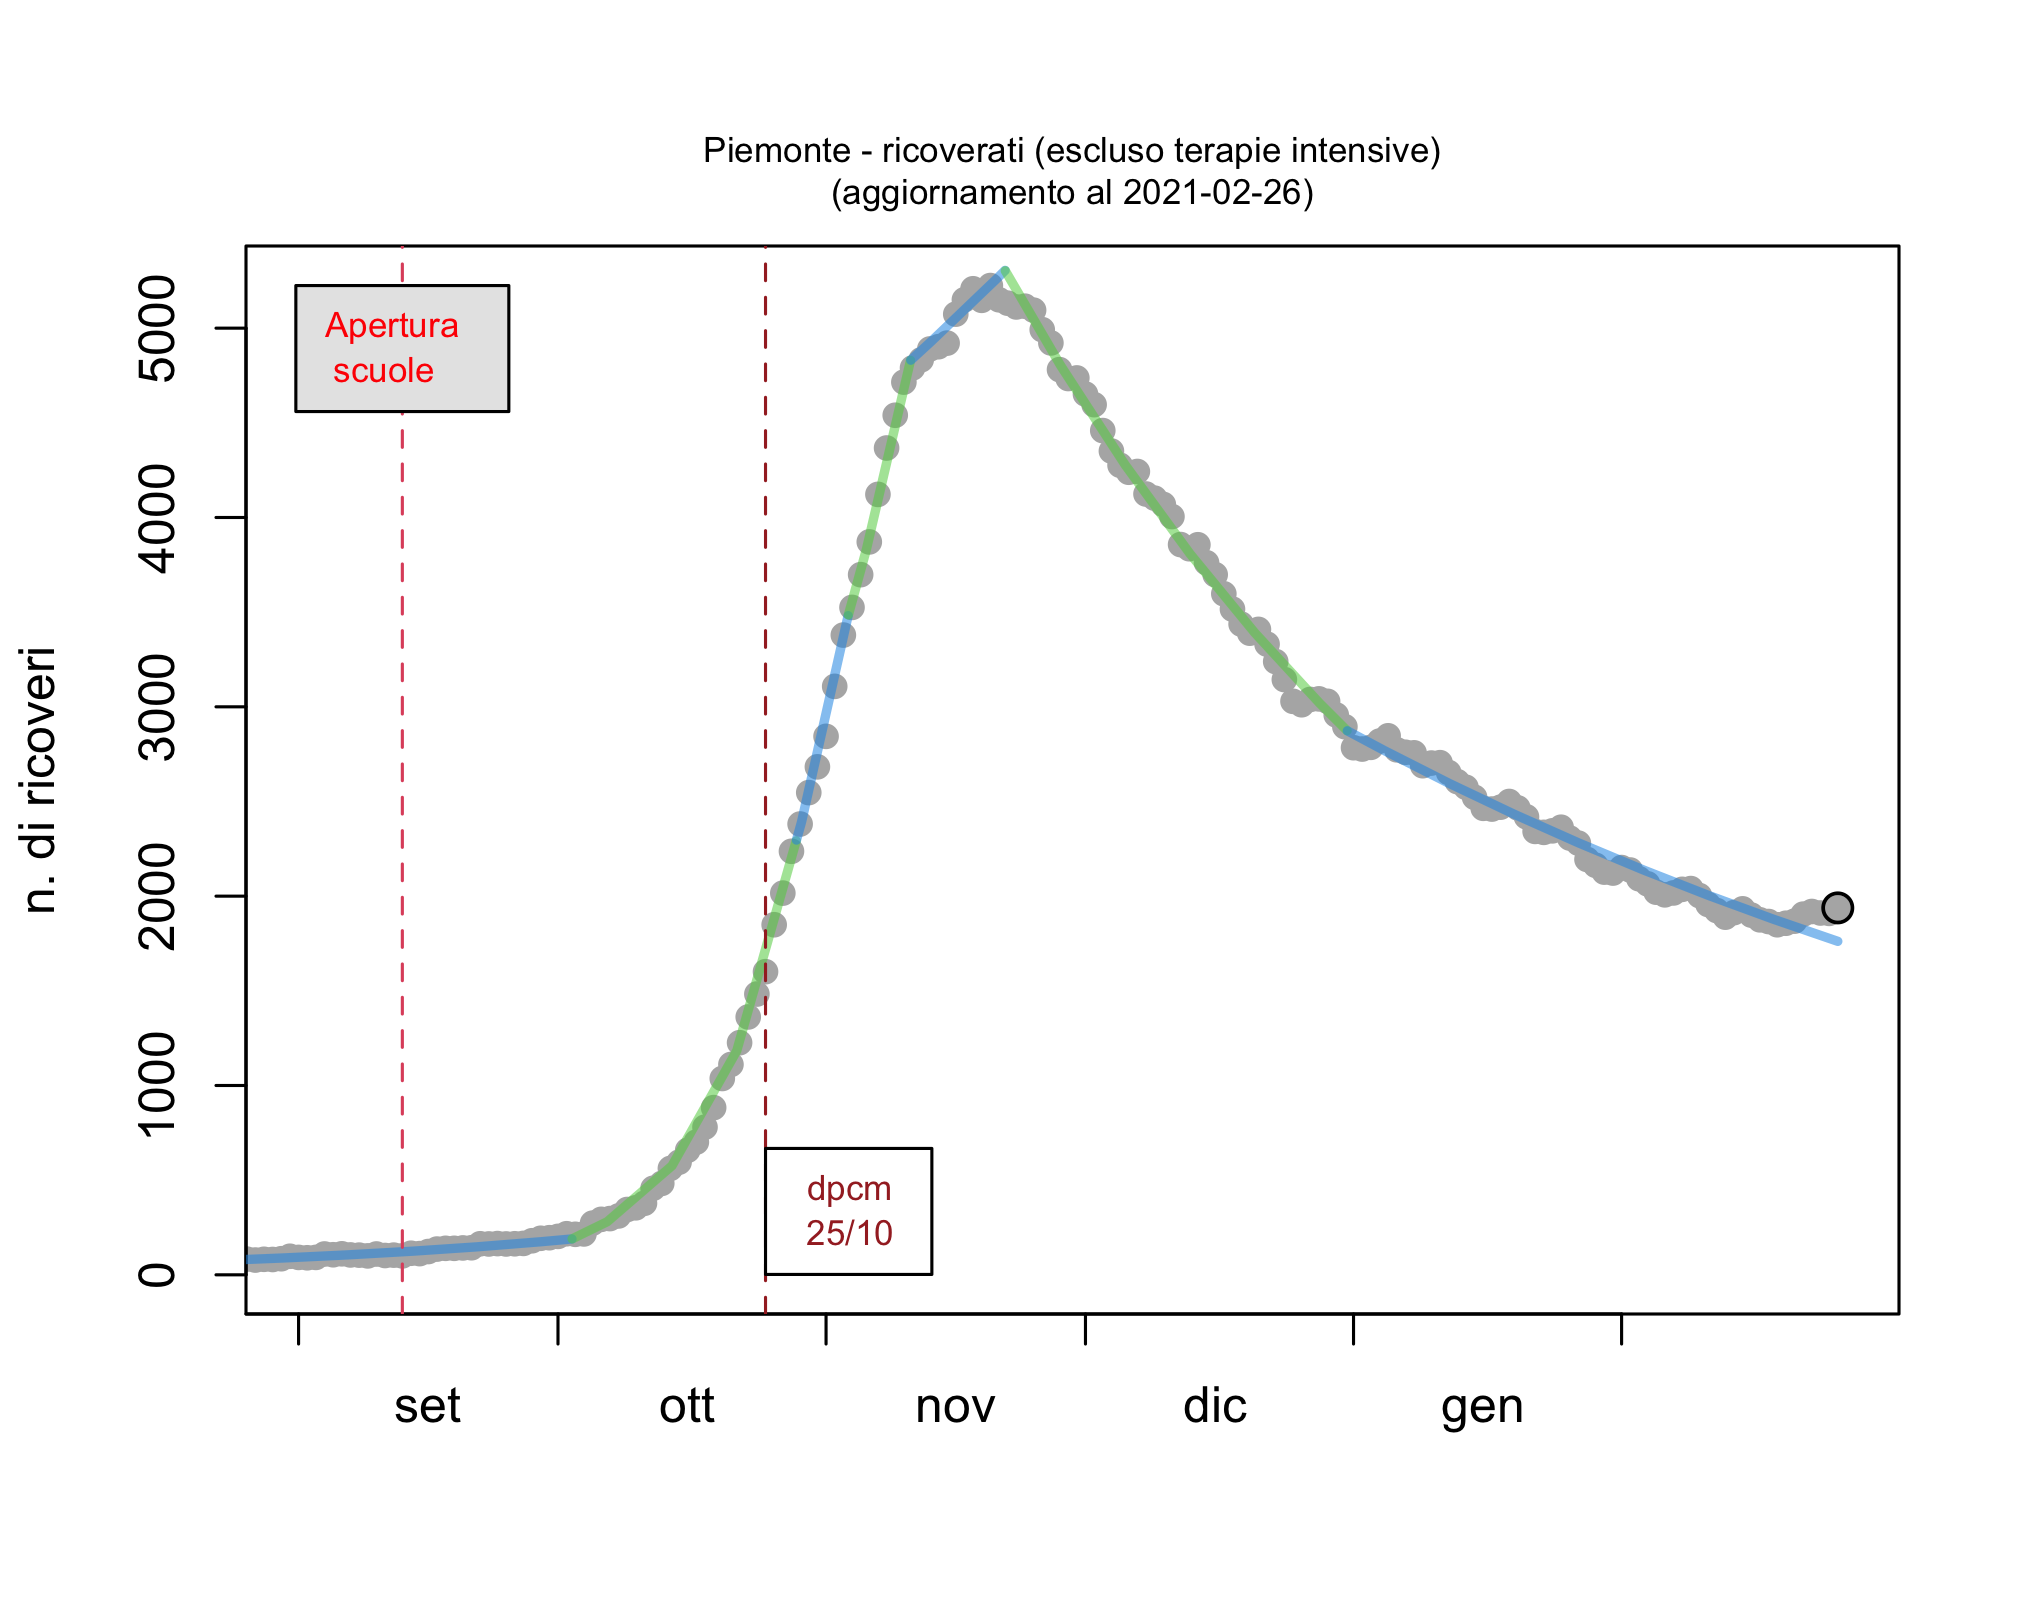 Piemonte - ricoverati (escluso terapie intensive)
(aggiornamento al 2021-02-26)
n. di ricoveri
5000
4000
3000
2000
1000
0
Apertura
scuole
dpcm
25/10
set
ott
nov
dic
gen